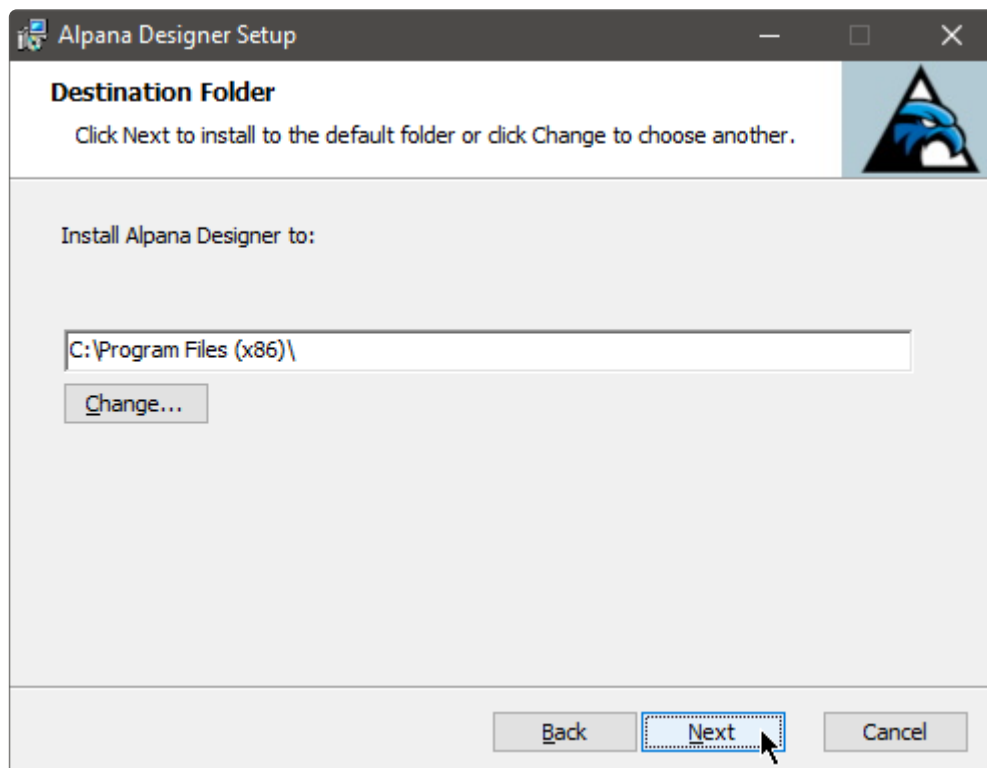 Alpana Designer Setup
Destination Folder
Click Next to install to the default folder or click Change to choose another.
Install Alpana Designer to:
C:\Program Files (x86)\
Change...
Back Next Cancel